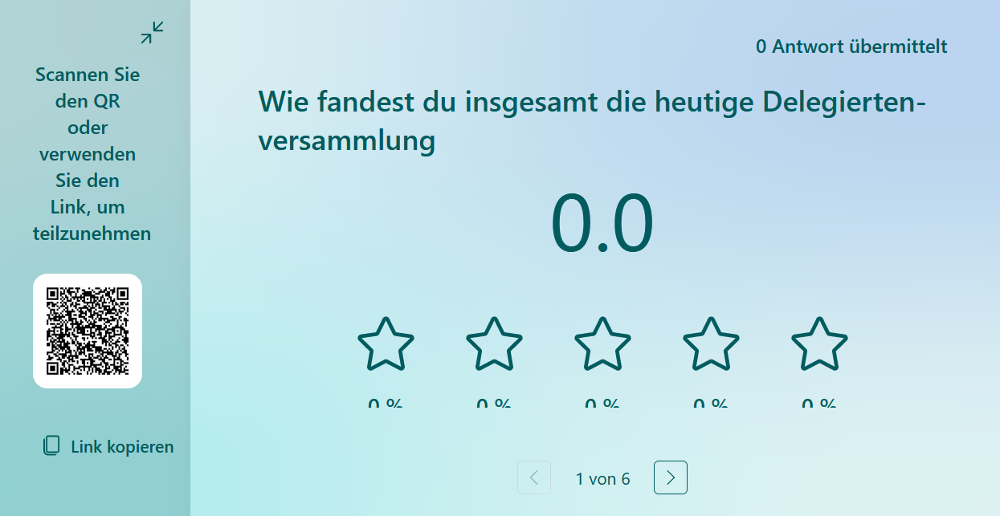 Scannen Sie
den QR
oder
verwenden
Sie den
Link, um
teilzunehmen
Link kopieren
0 Antwort übermittelt
Wie fandest du insgesamt die heutige Delegierten-
versammlung
0.0
0 % 0 % 0 % 0 % 0 %
1 von 6